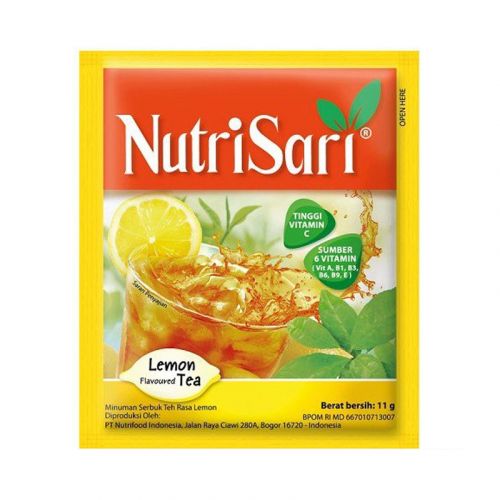 OPEN HERE
NutriSari®
TINGGI
VITAMIN
C
SUMBER
6 VITAMIN
( Vit A, B1, B3,
B6, B9, E )
Saran Penyajian
Lemon
Flavoured Tea
Minuman Serbuk Teh Rasa Lemon
Diproduksi Oleh:
PT Nutrifood Indonesia, Jalan Raya Ciawi 280A, Bogor 16720 - Indonesia
Berat bersih: 11 g
BPOM RI MD 667010713007